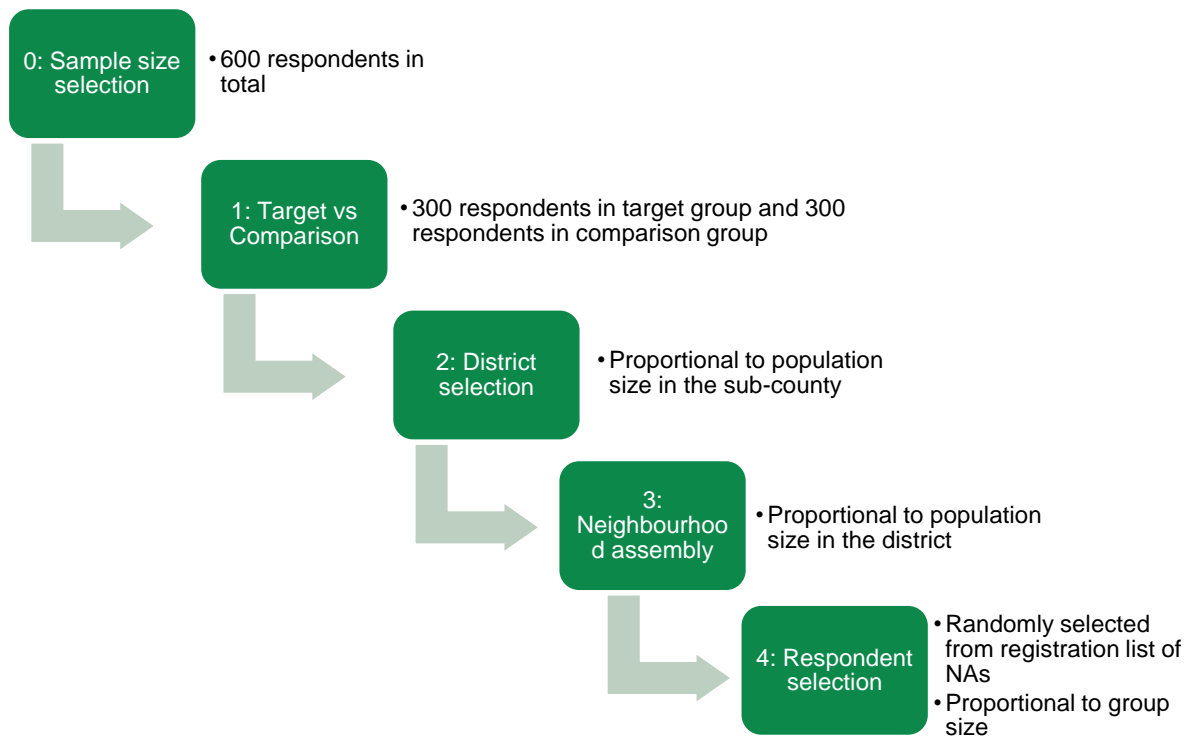 0: Sample size
selection
• 600 respondents in
total
1: Target vs
Comparison
• 300 respondents in target group and 300
respondents in comparison group
2: District
selection
• Proportional to population
size in the sub-county
3:
Neighbourhoo
d assembly
• Proportional to population
size in the district
4: Respondent
selection
• Randomly selected
from registration list of
NAs
• Proportional to group
size